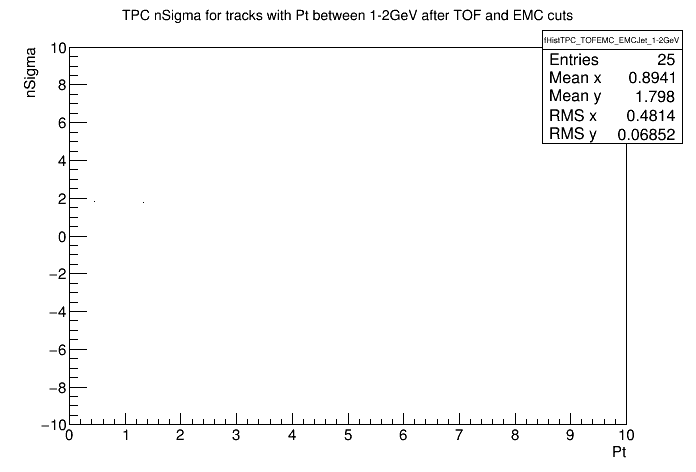 TPC nSigma for tracks with Pt between 1-2GeV after TOF and EMC cuts
fHistTPC_TOFEMC_EMCJet_1-2GeV
Entries 25
Mean x 0.8941
Mean y 1.798
RMS x 0.4814
RMS y 0.06852
nSigma
10
8
6
4
2
0
−2
−4
−6
−8
−10
0 1 2 3 4 5 6 7 8 9 10
Pt